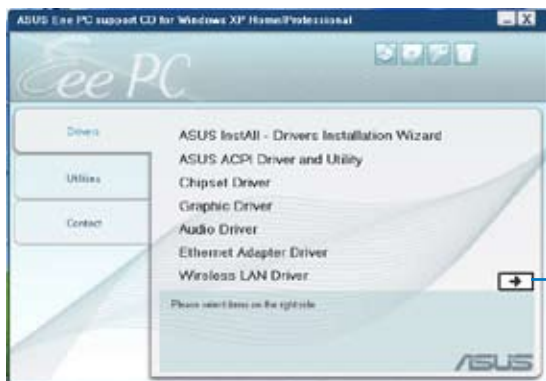 ASUS Eee PC support CD for Windows XP Home/Professional
Eee PC
Drivers
Utilities
Contact
ASUS InstAll - Drivers Installation Wizard
ASUS ACPI Driver and Utility
Chipset Driver
Graphic Driver
Audio Driver
Ethernet Adapter Driver
Wireless LAN Driver
Please select items on the right side
ASUS